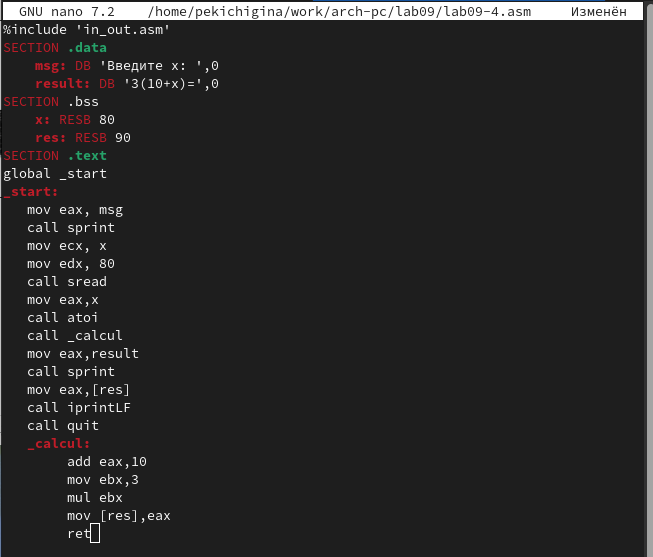 GNU nano 7.2 /home/pekichigina/work/arch-pc/lab09/lab09-4.asm Изменён
%include 'in_out.asm'
SECTION .data
msg: DB 'Введите x: ',0
result: DB '3(10+x)=',0
SECTION .bss
x: RESB 80
res: RESB 90
SECTION .text
global _start
_start:
mov eax, msg
call sprint
mov ecx, x
mov edx, 80
call sread
mov eax,x
call atoi
call _calcul
mov eax,result
call sprint
mov eax,[res]
call iprintLF
call quit
_calcul:
add eax,10
mov ebx,3
mul ebx
mov [res],eax
ret